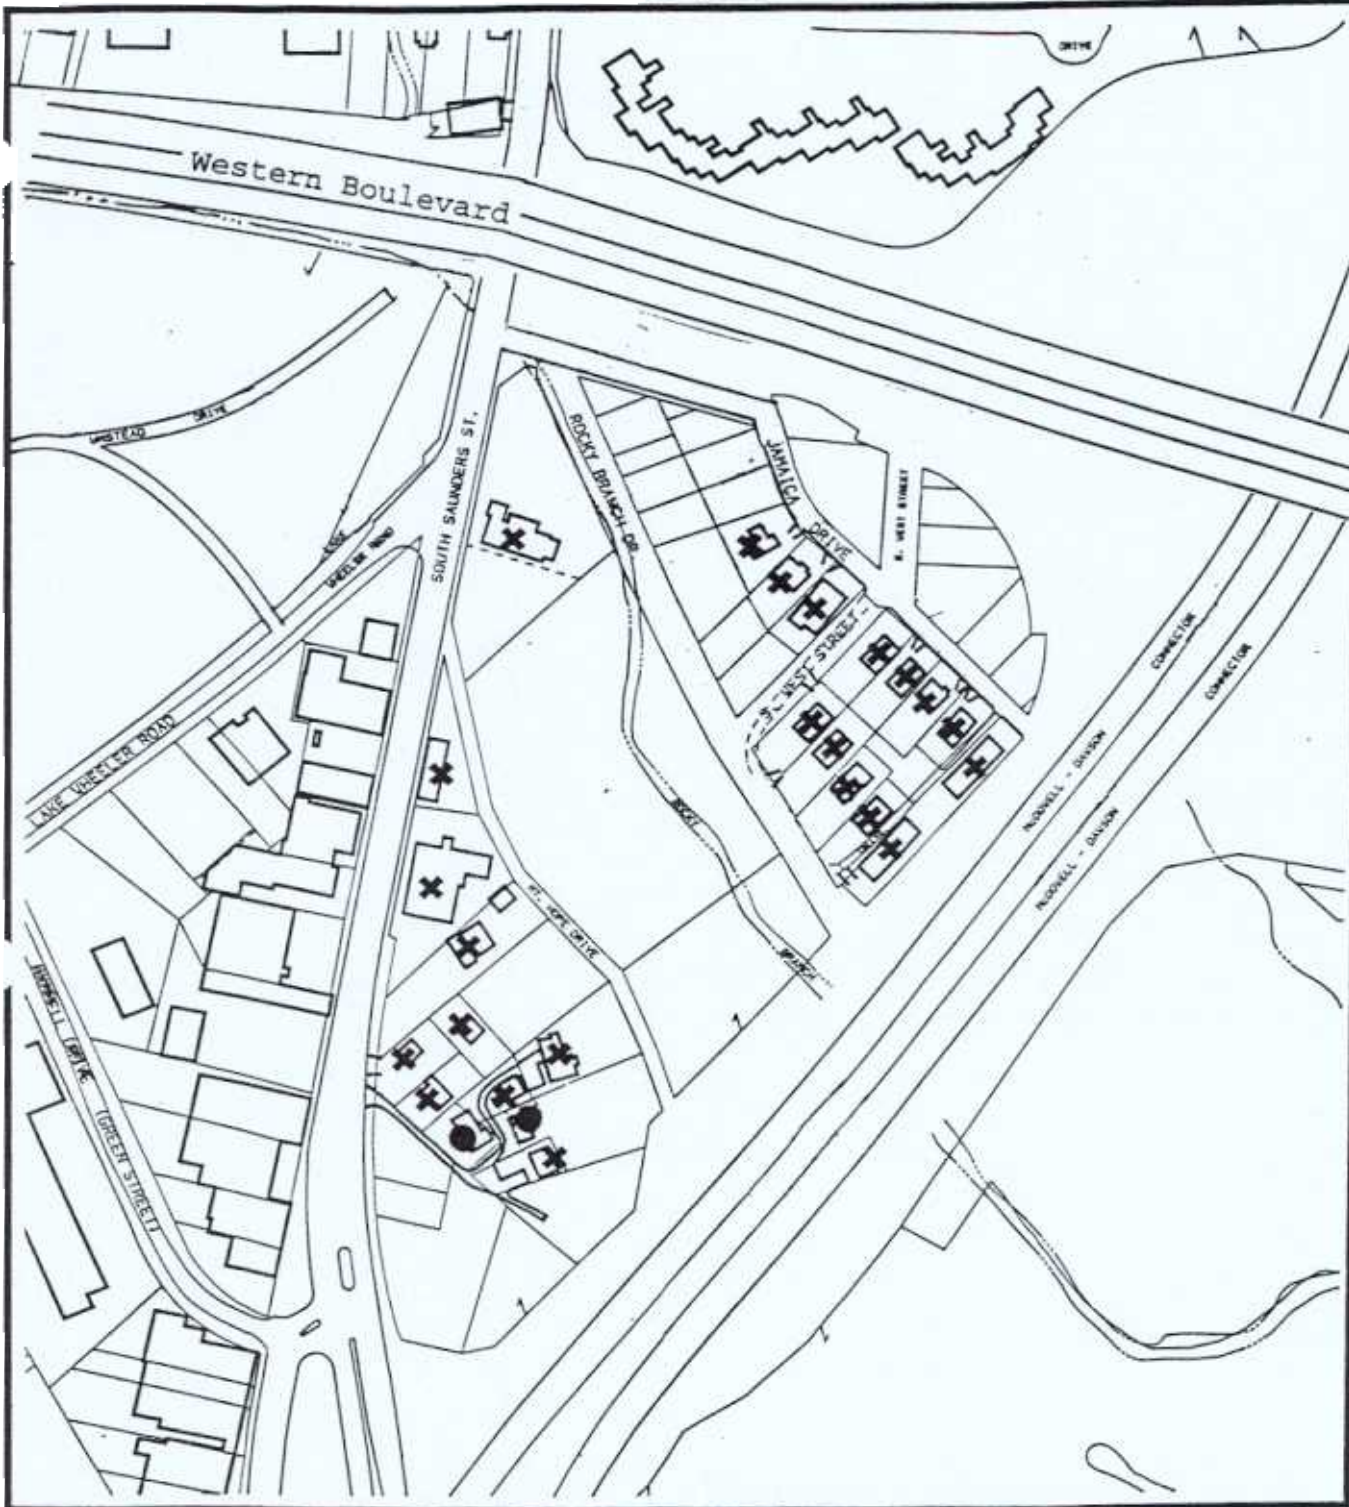 DRIVE
Western Boulevard
UMSTEAD DRIVE
SOUTH SAUNDERS ST.
ROCKY BRANCH DR.
JAMAICA
DRIVE
WEST STREET
WEST STREET
LAKE WHEELER ROAD
WHEELER ROAD
ROCKY
BRANCH
MT. HOPE DRIVE
CONNECTOR
CONNECTOR
McDOWELL - DAWSON
McDOWELL - DAWSON
(GREEN STREET)